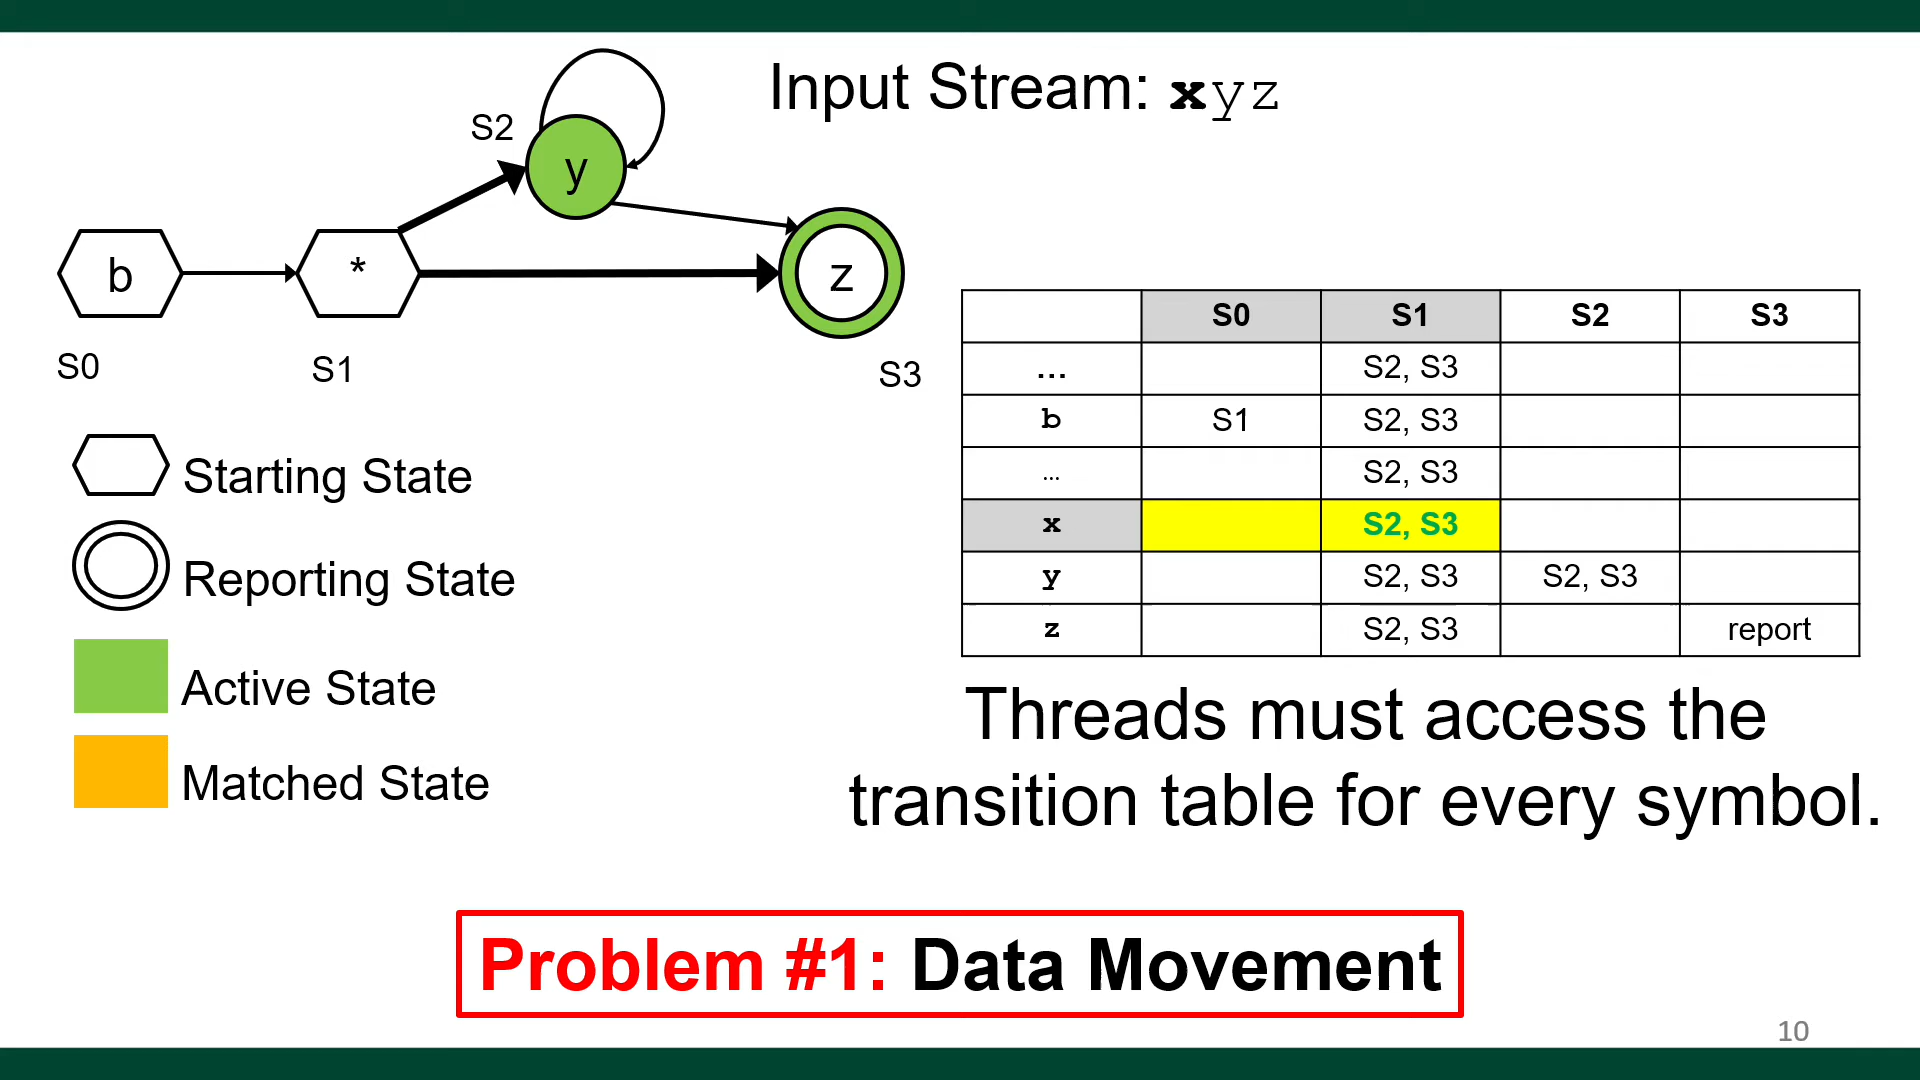 Input Stream: xyz
S2
y
b
*
z
S0
S1
S3
Starting State
Reporting State
Active State
Matched State
S0 S1 S2 S3
... S2, S3
b S1 S2, S3
... S2, S3
x S2, S3
y S2, S3 S2, S3
z S2, S3 report
Threads must access the
transition table for every symbol.
Problem #1: Data Movement
10